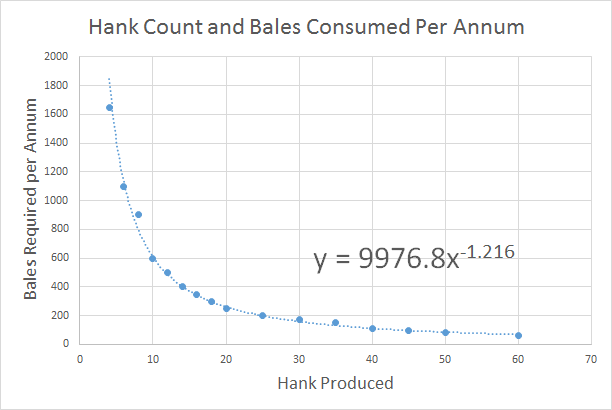 Hank Count and Bales Consumed Per Annum
2000
1800
1600
1400
1200
1000
800
600
400
200
0
Bales Required per Annum
y = 9976.8x^-1.216
0 10 20 30 40 50 60 70
Hank Produced